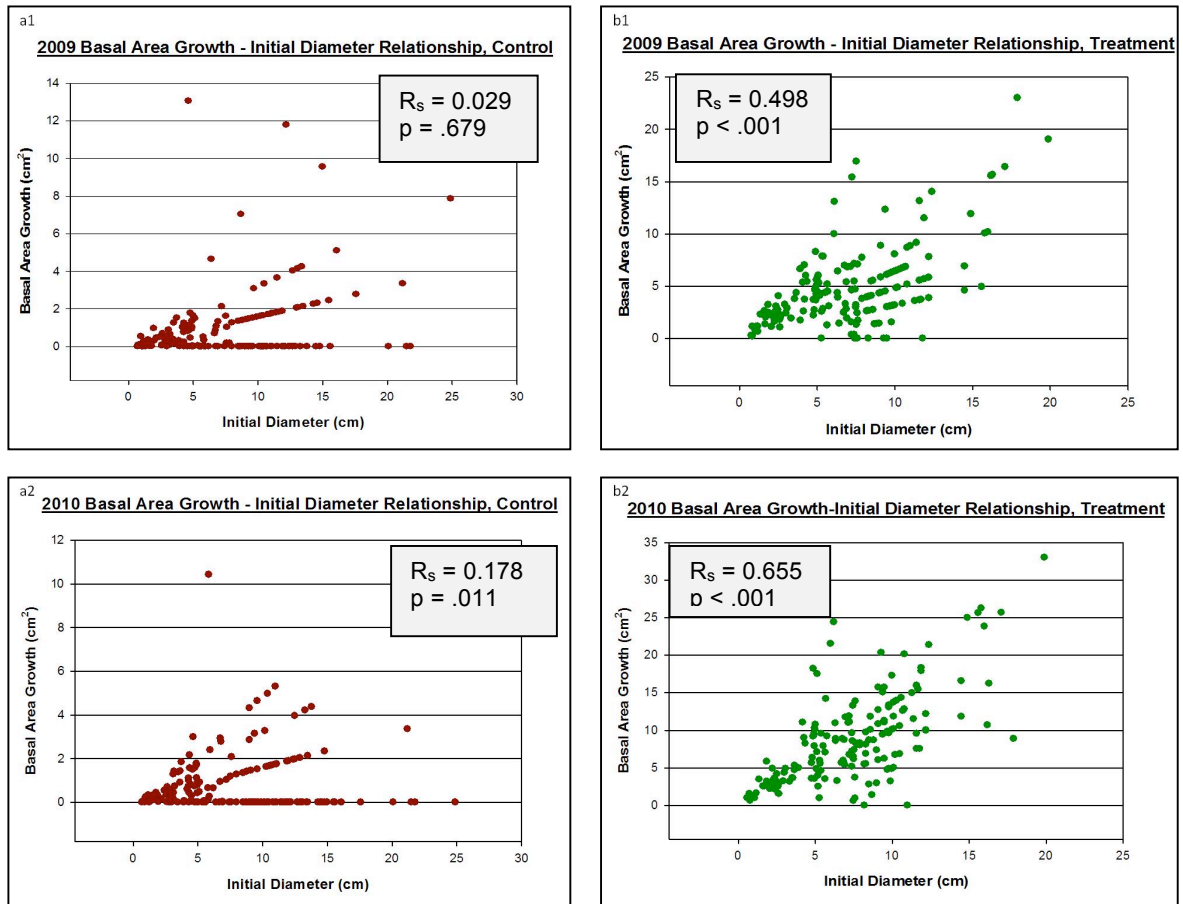 a1
2009 Basal Area Growth - Initial Diameter Relationship, Control
Rₛ = 0.029
p = .679
Basal Area Growth (cm²)
14
12
10
8
6
4
2
0
0 5 10 15 20 25 30
Initial Diameter (cm)
b1
2009 Basal Area Growth - Initial Diameter Relationship, Treatment
Rₛ = 0.498
p < .001
Basal Area Growth (cm²)
25
20
15
10
5
0
0 5 10 15 20 25
Initial Diameter (cm)
a2
2010 Basal Area Growth - Initial Diameter Relationship, Control
Rₛ = 0.178
p = .011
Basal Area Growth (cm²)
12
10
8
6
4
2
0
0 5 10 15 20 25 30
Initial Diameter (cm)
b2
2010 Basal Area Growth-Initial Diameter Relationship, Treatment
Rₛ = 0.655
p < .001
Basal Area Growth (cm²)
35
30
25
20
15
10
5
0
0 5 10 15 20 25
Initial Diameter (cm)